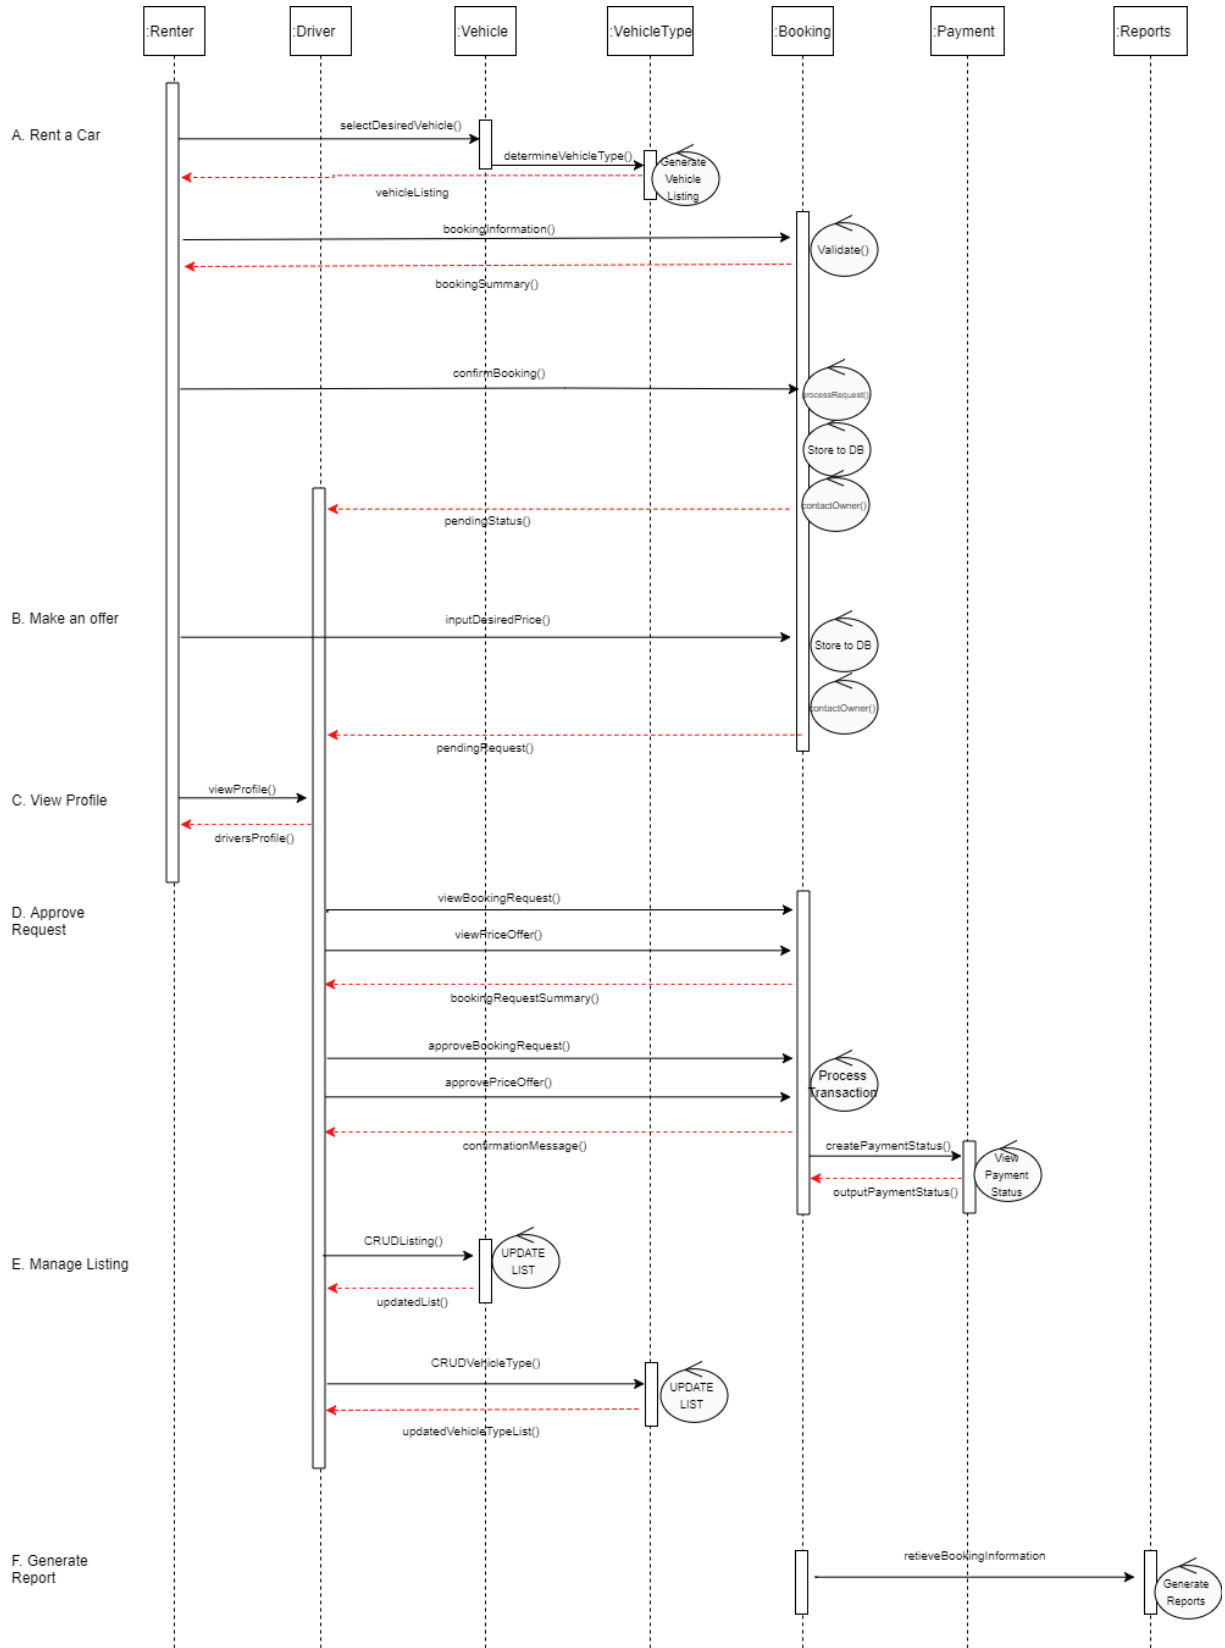 :Renter
:Driver
:Vehicle
:VehicleType
:Booking
:Payment
:Reports
A. Rent a Car
selectDesiredVehicle()
determineVehicleType()
Generate
Vehicle
Listing
vehicleListing
bookingInformation()
Validate()
bookingSummary()
confirmBooking()
processRequest()
Store to DB
contactOwner()
pendingStatus()
B. Make an offer
inputDesiredPrice()
Store to DB
contactOwner()
pendingRequest()
C. View Profile
viewProfile()
driversProfile()
D. Approve
Request
viewBookingRequest()
viewPriceOffer()
bookingRequestSummary()
approveBookingRequest()
Process
Transaction
approvePriceOffer()
confirmationMessage()
createPaymentStatus()
View
Payment
Status
outputPaymentStatus()
E. Manage Listing
CRUDListing()
UPDATE
LIST
updatedList()
CRUDVehicleType()
UPDATE
LIST
updatedVehicleTypeList()
F. Generate
Report
retieveBookingInformation
Generate
Reports